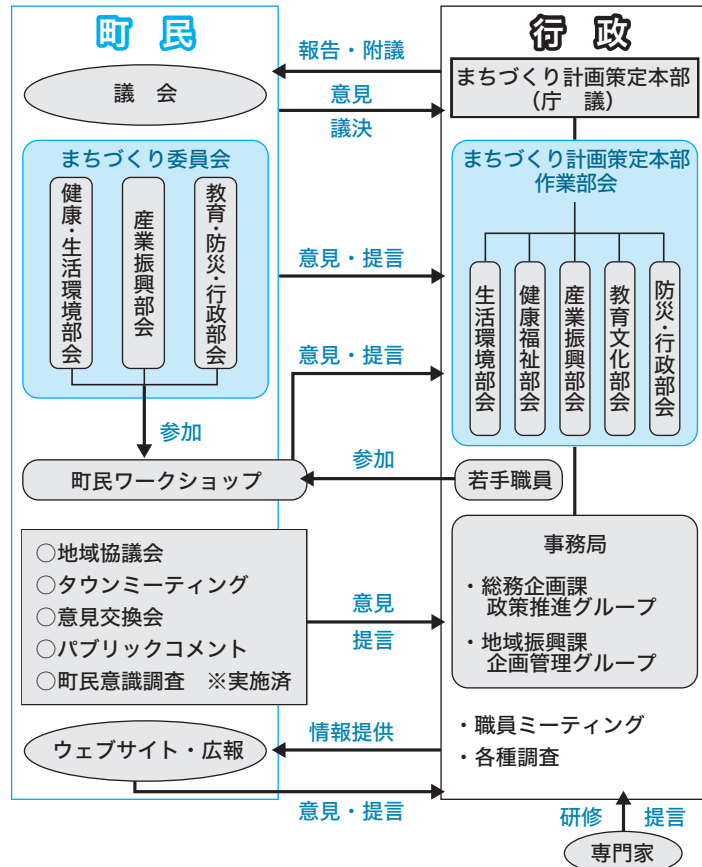 町 民
議 会
まちづくり委員会
健康・生活環境部会
産業振興部会
教育・防災・行政部会
参加
町民ワークショップ
○地域協議会
○タウンミーティング
○意見交換会
○パブリックコメント
○町民意識調査 ※実施済
ウェブサイト・広報
報告・附議
意見
議決
意見・提言
意見・提言
参加
意見
提言
情報提供
意見・提言
行 政
まちづくり計画策定本部
(庁 議)
まちづくり計画策定本部
作業部会
生活環境部会
健康福祉部会
産業振興部会
教育文化部会
防災・行政部会
若手職員
事務局
・総務企画課
政策推進グループ
・地域振興課
企画管理グループ
・職員ミーティング
・各種調査
研修 提言
専門家